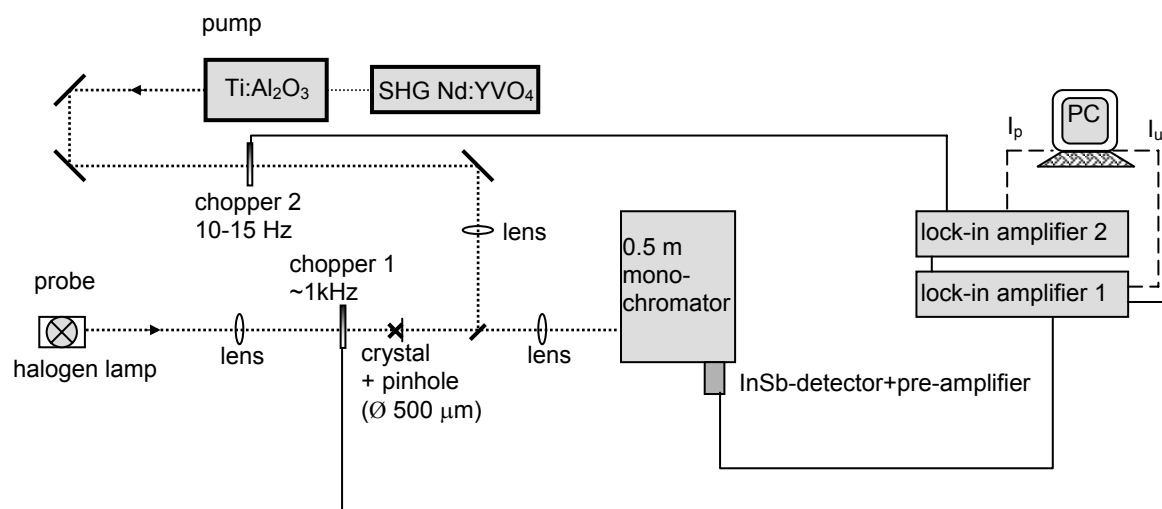 pump
Ti:Al₂O₃
SHG Nd:YVO₄
PC
I_p
I_u
chopper 2
10-15 Hz
lens
0.5 m
mono-
chromator
lock-in amplifier 2
lock-in amplifier 1
chopper 1
~1kHz
probe
lens
lens
halogen lamp
crystal
+ pinhole
(Ø 500 μm)
InSb-detector+pre-amplifier